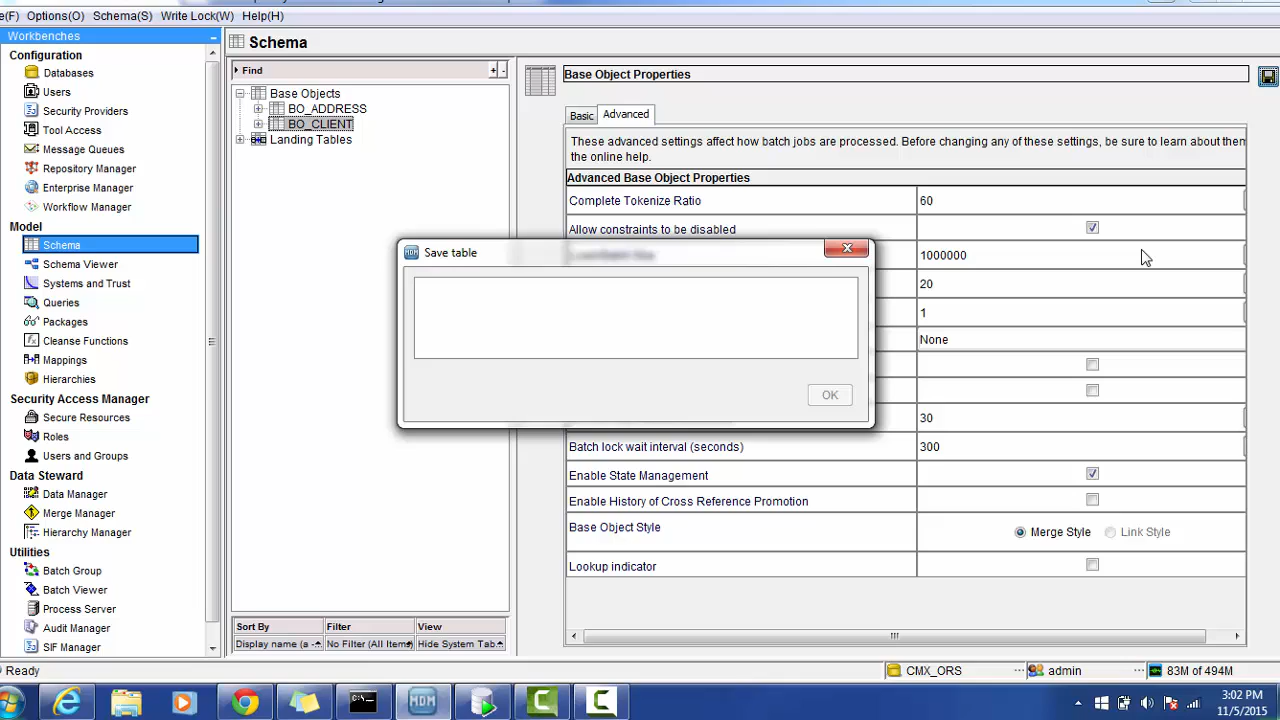 e(F) Options(O) Schema(S) Write Lock(W) Help(H)
Workbenches
Configuration
Databases
Users
Security Providers
Tool Access
Message Queues
Repository Manager
Enterprise Manager
Workflow Manager
Model
Schema
Schema Viewer
Systems and Trust
Queries
Packages
Cleanse Functions
Mappings
Hierarchies
Security Access Manager
Secure Resources
Roles
Users and Groups
Data Steward
Data Manager
Merge Manager
Hierarchy Manager
Utilities
Batch Group
Batch Viewer
Process Server
Audit Manager
SIF Manager
Schema
Find
+ -
Base Objects
BO_ADDRESS
BO_CLIENT
Landing Tables
Sort By Filter View
Display name (a - No Filter (All Items) Hide System Tab...
Base Object Properties
Basic Advanced
These advanced settings affect how batch jobs are processed. Before changing any of these settings, be sure to learn about them
the online help.
Advanced Base Object Properties
Complete Tokenize Ratio 60
Allow constraints to be disabled
1000000
20
1
None
30
Batch lock wait interval (seconds) 300
Enable State Management
Enable History of Cross Reference Promotion
Base Object Style Merge Style Link Style
Lookup indicator
MDM Save table
OK
Ready
CMX_ORS admin 83M of 494M
MDM
3:02 PM
11/5/2015